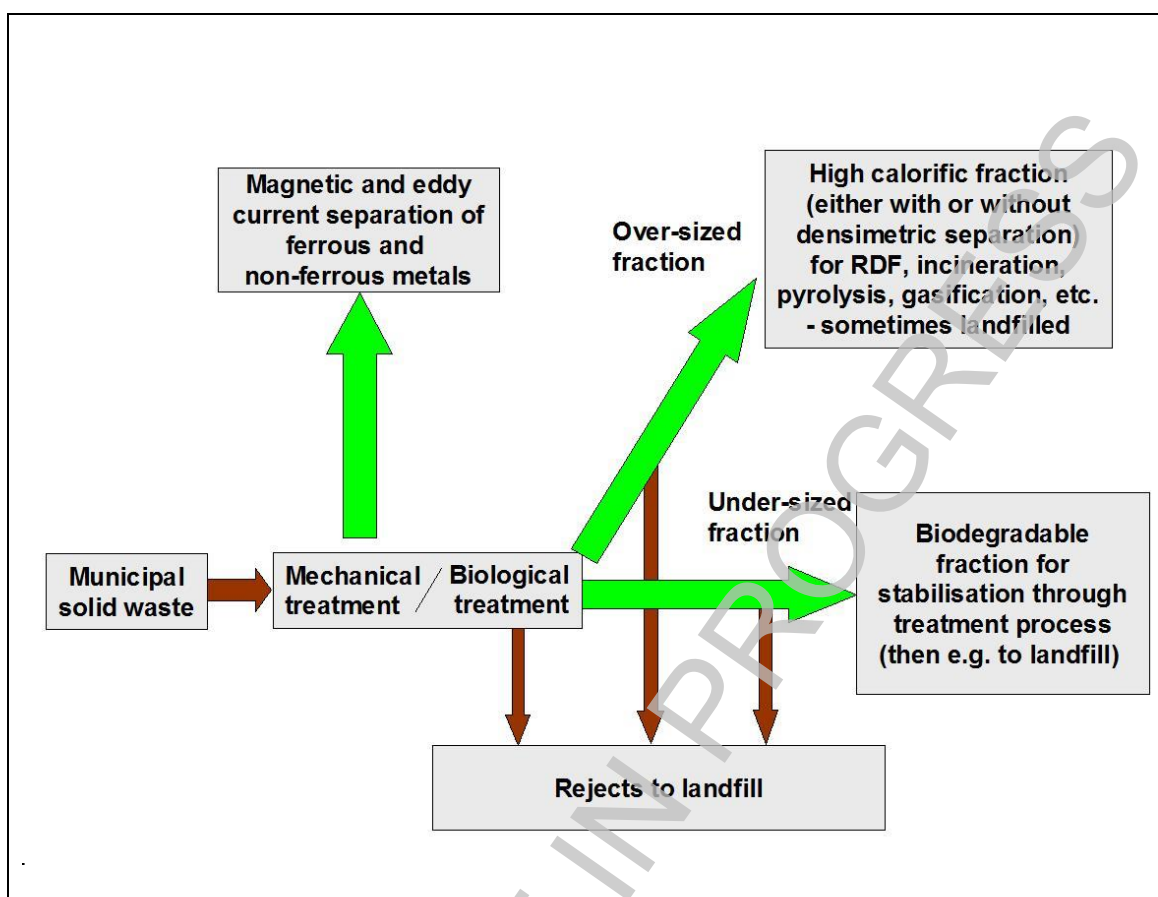 Magnetic and eddy
current separation of
ferrous and
non-ferrous metals
Over-sized
fraction
High calorific fraction
(either with or without
densimetric separation)
for RDF, incineration,
pyrolysis, gasification, etc.
- sometimes landfilled
Under-sized
fraction
Municipal
solid waste
Mechanical
treatment
/
Biological
treatment
Biodegradable
fraction for
stabilisation through
treatment process
(then e.g. to landfill)
Rejects to landfill
IN PROGRESS